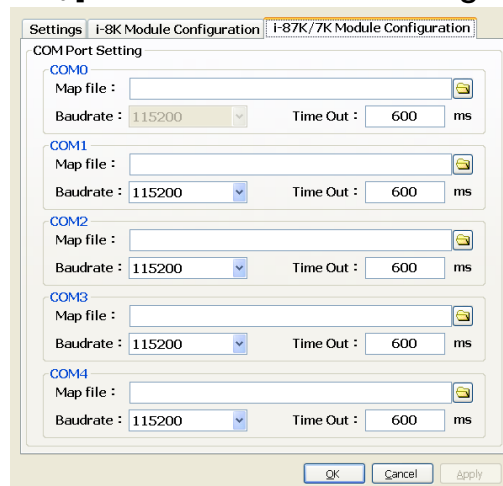 Settings i-8K Module Configuration i-87K/7K Module Configuration
COM Port Setting
COM0
Map file :
Baudrate : 115200 Time Out : 600 ms
COM1
Map file :
Baudrate : 115200 Time Out : 600 ms
COM2
Map file :
Baudrate : 115200 Time Out : 600 ms
COM3
Map file :
Baudrate : 115200 Time Out : 600 ms
COM4
Map file :
Baudrate : 115200 Time Out : 600 ms
OK Cancel Apply